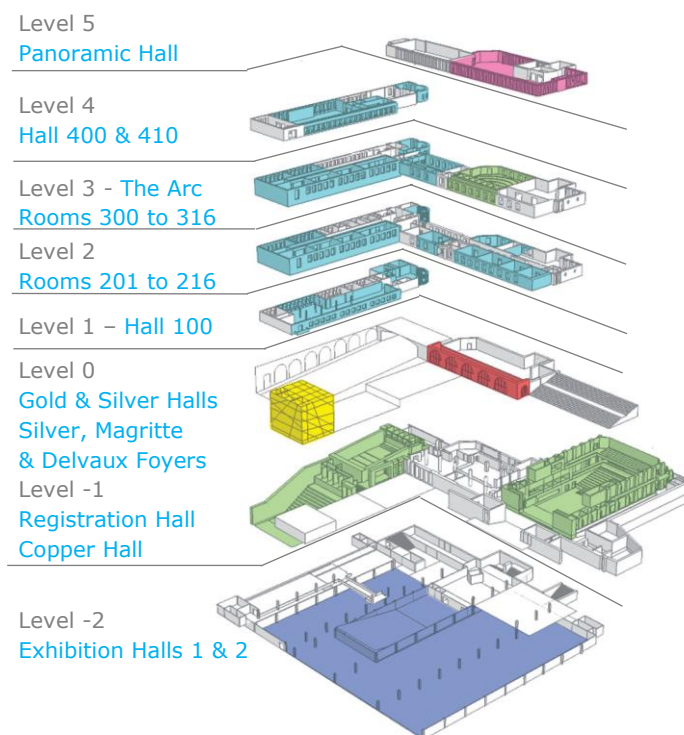 Level 5
Panoramic Hall
Level 4
Hall 400 & 410
Level 3 - The Arc
Rooms 300 to 316
Level 2
Rooms 201 to 216
Level 1 – Hall 100
Level 0
Gold & Silver Halls
Silver, Magritte
& Delvaux Foyers
Level -1
Registration Hall
Copper Hall
Level -2
Exhibition Halls 1 & 2